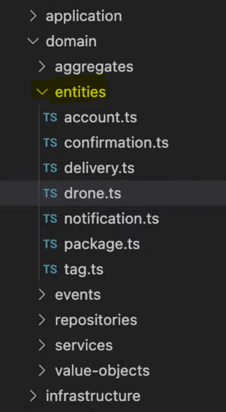 application
domain
aggregates
entities
TS account.ts
TS confirmation.ts
TS delivery.ts
TS drone.ts
TS notification.ts
TS package.ts
TS tag.ts
events
repositories
services
value-objects
infrastructure